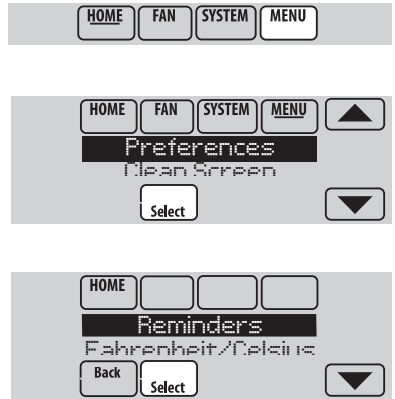 HOME FAN SYSTEM MENU
HOME FAN SYSTEM MENU
Preferences
Clean Screen
Select
HOME
Reminders
Fahrenheit/Celsius
Back Select